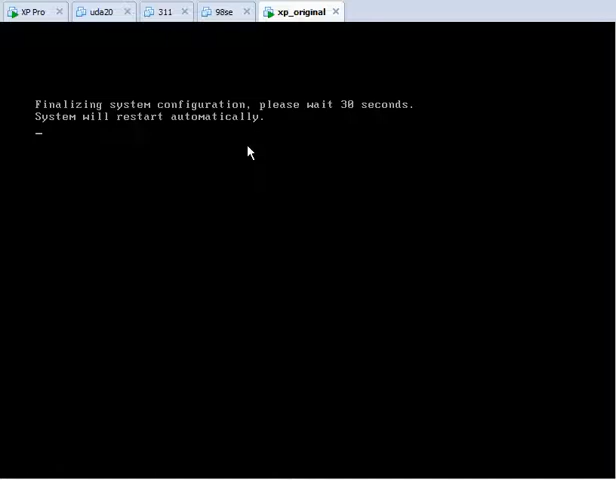 XP Pro
uda20
311
98se
xp_original
Finalizing system configuration, please wait 30 seconds.
System will restart automatically.